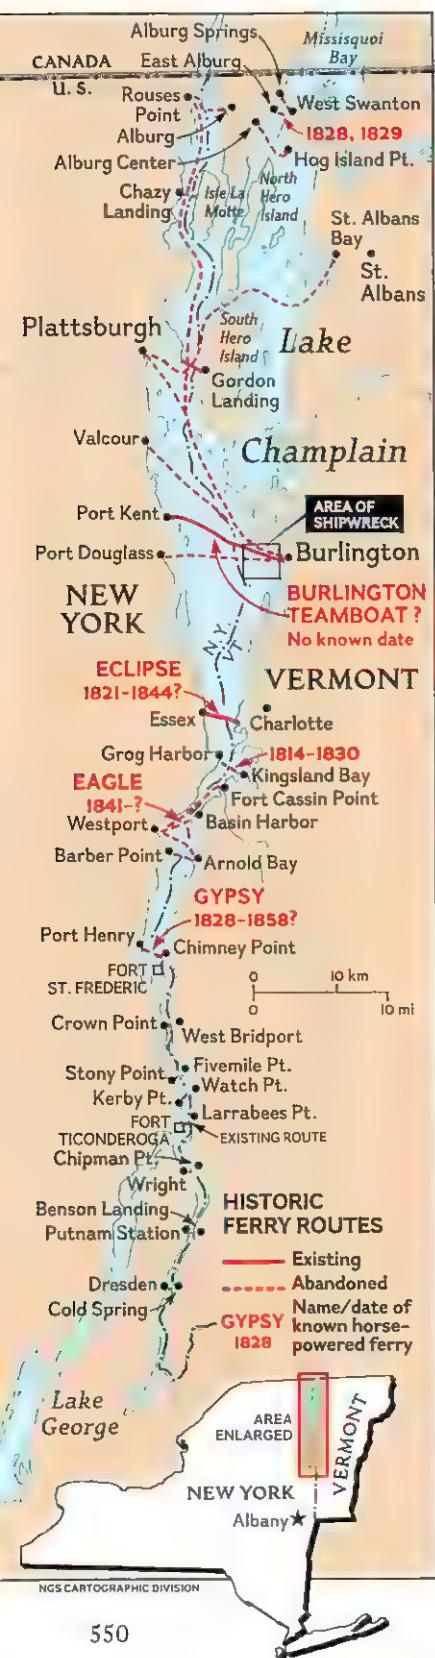 Alburg Springs
Missisquoi
Bay
CANADA
East Alburg
U.S.
Rouses
Point
West Swanton
Alburg
1828, 1829
Alburg Center
Hog Island Pt.
Chazy
Landing
Isle La
Motte
North
Hero
Island
St. Albans
Bay
St.
Albans
Plattsburgh
South
Hero
Island
Lake
Gordon
Landing
Valcour
Champlain
Port Kent
AREA OF
SHIPWRECK
Port Douglass
Burlington
NEW
YORK
BURLINGTON
TEAMBOAT ?
No known date
N.Y.
VT.
ECLIPSE
1821-1844?
VERMONT
Essex
Charlotte
Grog Harbor
1814-1830
Kingsland Bay
EAGLE
1841-?
Fort Cassin Point
Basin Harbor
Westport
Barber Point
Arnold Bay
GYPSY
1828-1858?
Port Henry
Chimney Point
FORT
ST. FREDERIC
0 10 km
0 10 mi
Crown Point
West Bridport
Fivemile Pt.
Stony Point
Watch Pt.
Kerby Pt.
Larrabees Pt.
FORT
TICONDEROGA
EXISTING ROUTE
Chipman Pt.
Wright
Benson Landing
Putnam Station
HISTORIC
FERRY ROUTES
Existing
Abandoned
Dresden
Cold Spring
GYPSY
1828
Name/date of
known horse-
powered ferry
Lake
George
AREA
ENLARGED
VERMONT
NEW YORK
Albany
NGS CARTOGRAPHIC DIVISION
550